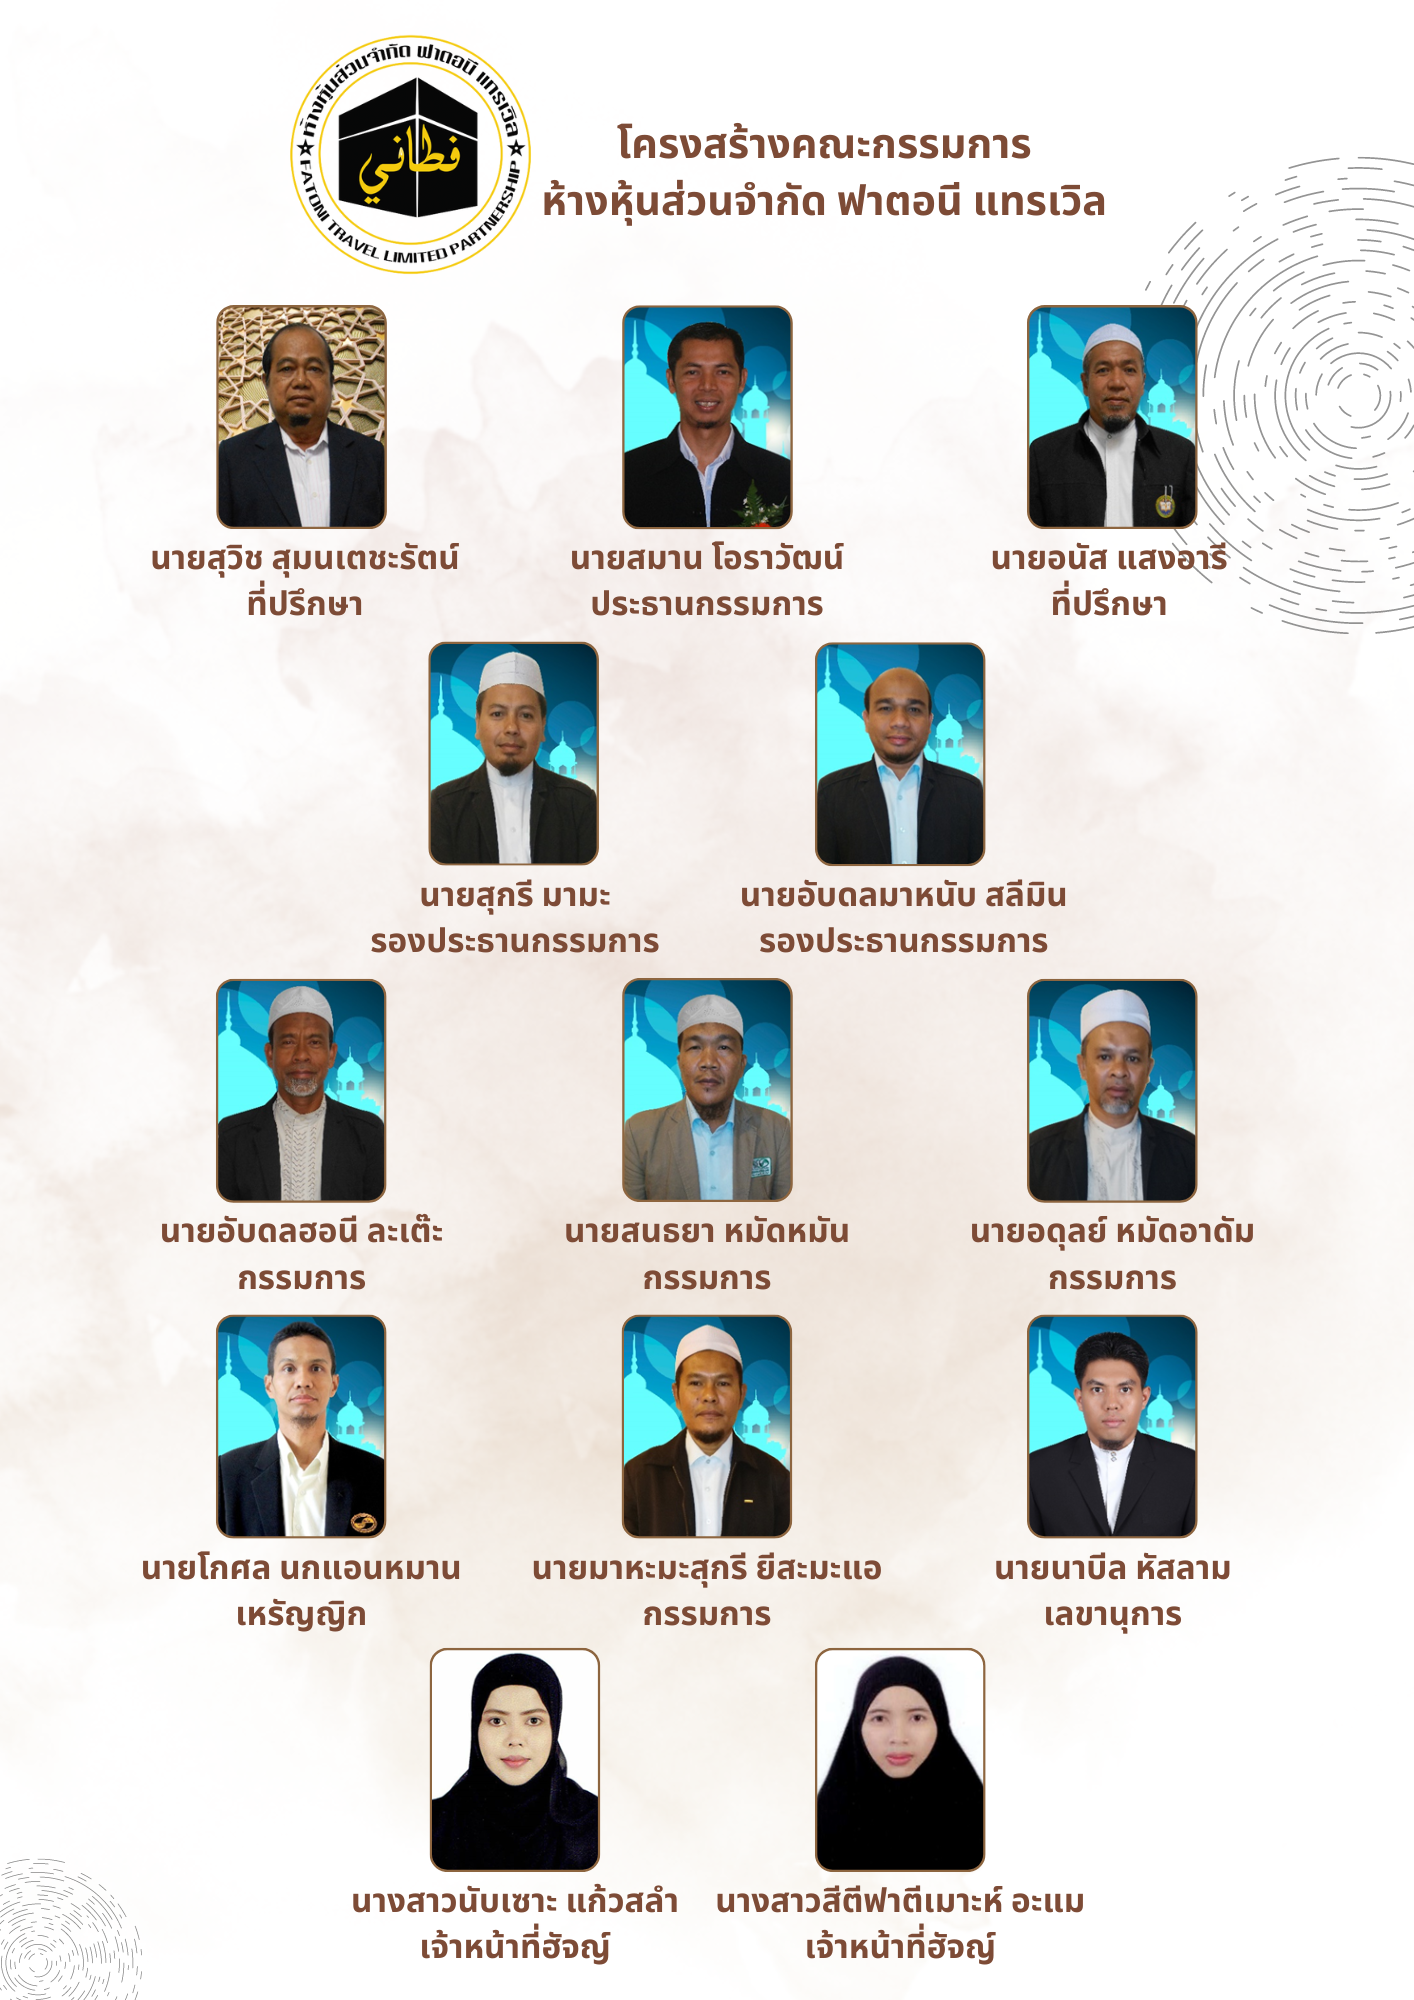 ห้างหุ้นส่วนจำกัด ฟาตอนี แทรเวิล
فطاني
FATONI TRAVEL LIMITED PARTNERSHIP
โครงสร้างคณะกรรมการ
ห้างหุ้นส่วนจำกัด ฟาตอนี แทรเวิล
นายสุวิช สุมนเตชะรัตน์
ที่ปรึกษา
นายสมาน โอราวัฒน์
ประธานกรรมการ
นายอนัส แสงอารี
ที่ปรึกษา
นายสุกรี มามะ
รองประธานกรรมการ
นายอับดลมาหนับ สลีมิน
รองประธานกรรมการ
นายอับดลฮอนี ละเต๊ะ
กรรมการ
นายสนธยา หมัดหมัน
กรรมการ
นายอดุลย์ หมัดอาดัม
กรรมการ
นายโกศล นกแอนหมาน
เหรัญญิก
นายมาหะมะสุกรี ยีสะมะแอ
กรรมการ
นายนาบีล หัสลาม
เลขานุการ
นางสาวนับเซาะ แก้วสลำ
เจ้าหน้าที่ฮัจญ์
นางสาวสีตีฟาตีเมาะห์ อะแม
เจ้าหน้าที่ฮัจญ์